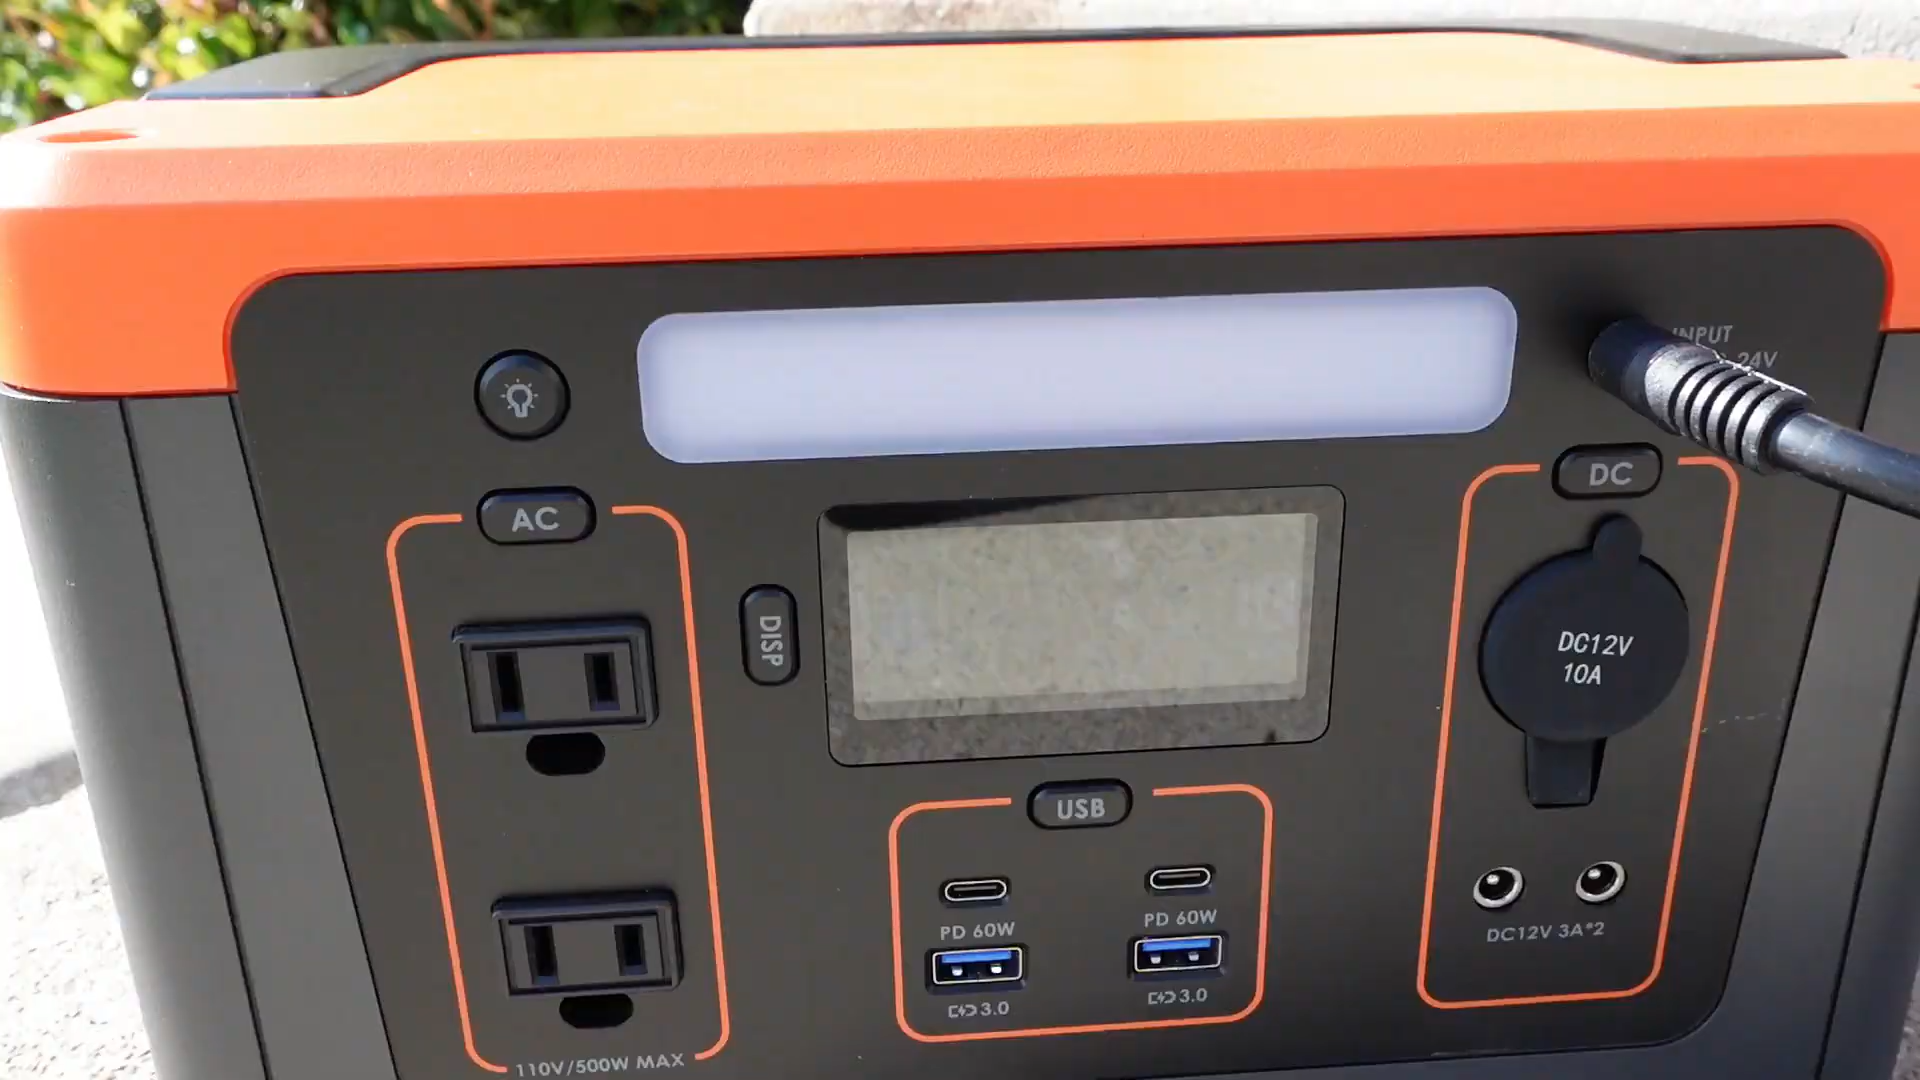 INPUT
24V
AC
DC
DISP
DC12V
10A
USB
PD 60W
PD 60W
DC12V 3A*2
3.0
3.0
110V/500W MAX